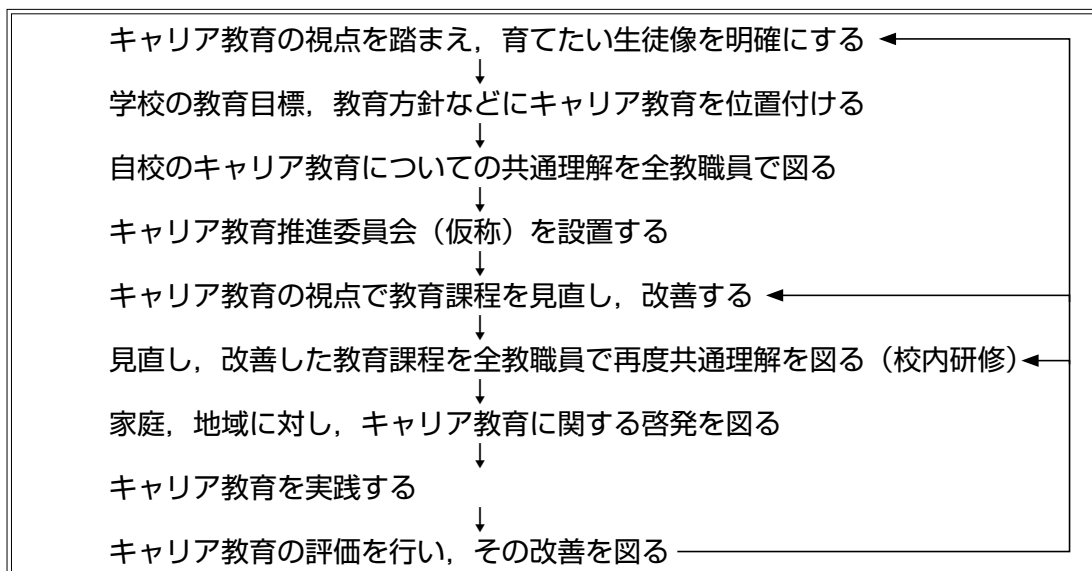 キャリア教育の視点を踏まえ，育てたい生徒像を明確にする
学校の教育目標，教育方針などにキャリア教育を位置付ける
自校のキャリア教育についての共通理解を全教職員で図る
キャリア教育推進委員会（仮称）を設置する
キャリア教育の視点で教育課程を見直し，改善する
見直し，改善した教育課程を全教職員で再度共通理解を図る（校内研修）
家庭，地域に対し，キャリア教育に関する啓発を図る
キャリア教育を実践する
キャリア教育の評価を行い，その改善を図る